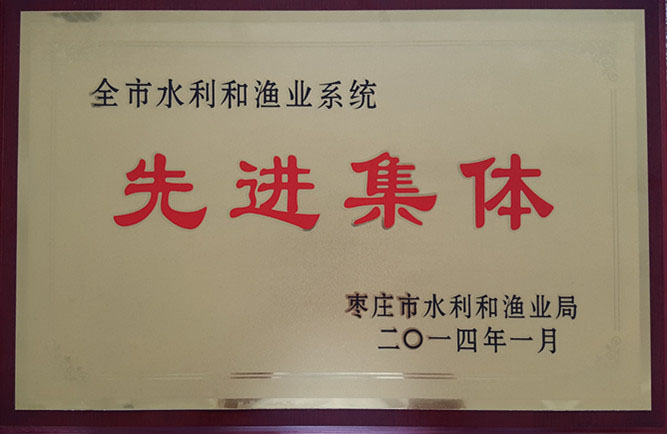 全市水利和渔业系统
先进集体
枣庄市水利和渔业局
二〇一四年一月